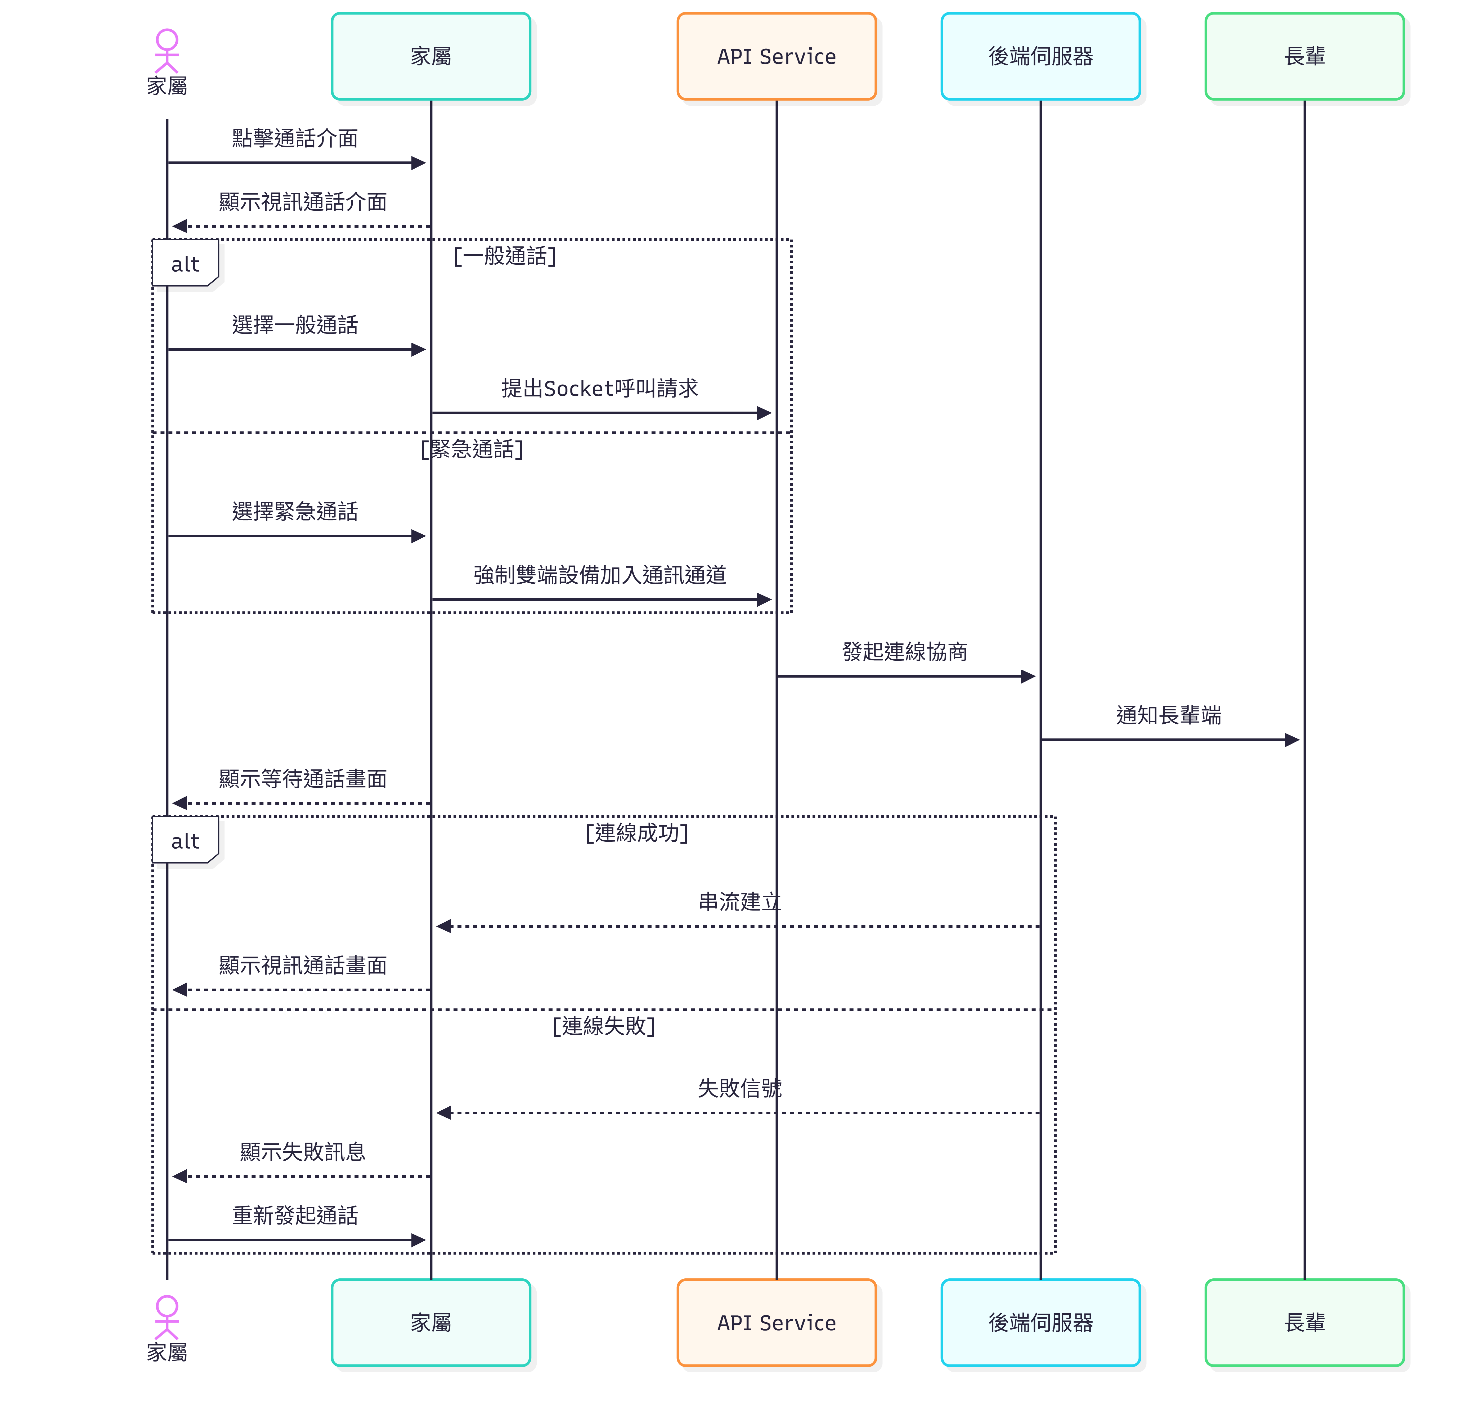 家屬
家屬
API Service
後端伺服器
長輩
點擊通話介面
顯示視訊通話介面
alt
[一般通話]
選擇一般通話
提出Socket呼叫請求
[緊急通話]
選擇緊急通話
強制雙端設備加入通訊通道
發起連線協商
通知長輩端
顯示等待通話畫面
alt
[連線成功]
串流建立
顯示視訊通話畫面
[連線失敗]
失敗信號
顯示失敗訊息
重新發起通話
家屬
家屬
API Service
後端伺服器
長輩